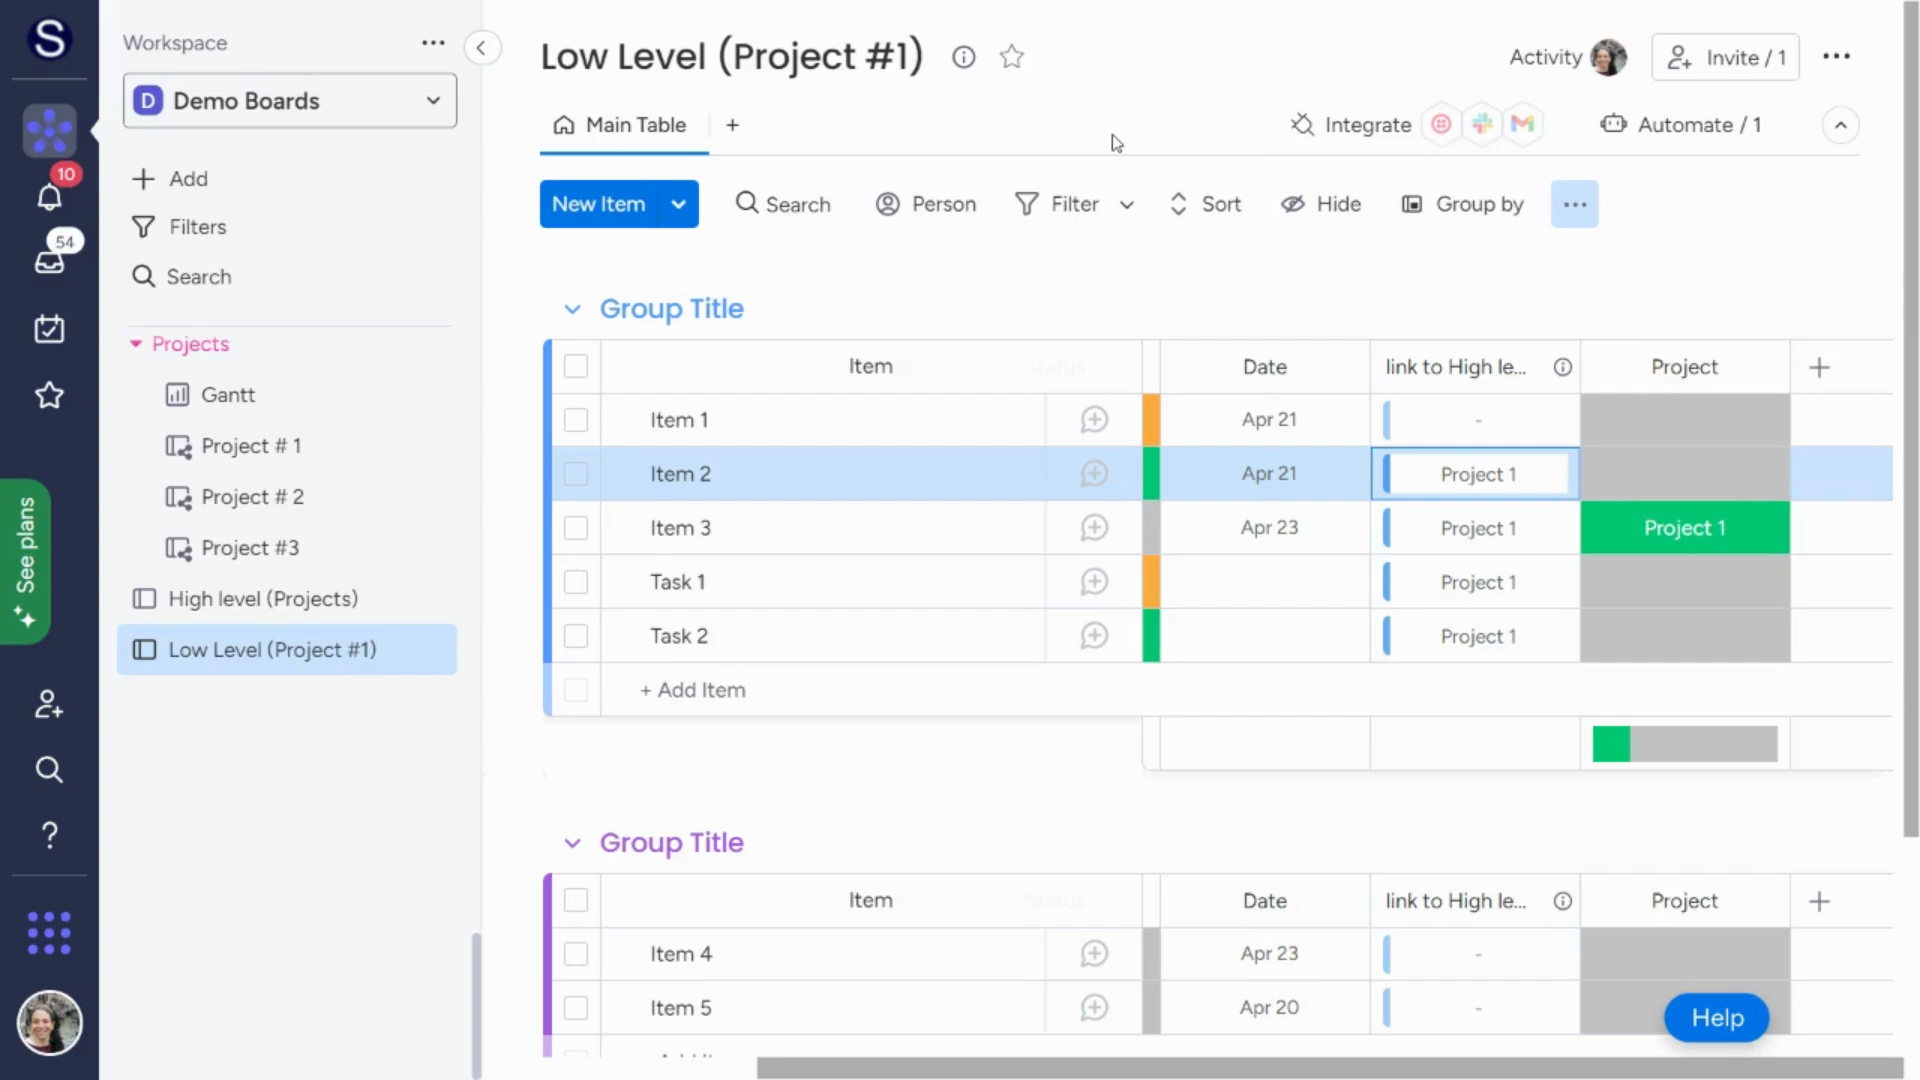 S
Workspace
D Demo Boards
10
Add
54
Filters
Search
Projects
Gantt
Project # 1
Project # 2
Project #3
High level (Projects)
Low Level (Project #1)
See plans
?
Low Level (Project #1)
Activity
Invite / 1
Main Table
+
Integrate
Automate / 1
New Item
Search
Person
Filter
Sort
Hide
Group by
Group Title
Item Status Date link to High le... Project
Item 1 Apr 21 -
Item 2 Apr 21 Project 1
Item 3 Apr 23 Project 1 Project 1
Task 1 Project 1
Task 2 Project 1
+ Add Item
Group Title
Item Status Date link to High le... Project
Item 4 Apr 23 -
Item 5 Apr 20 -
Help